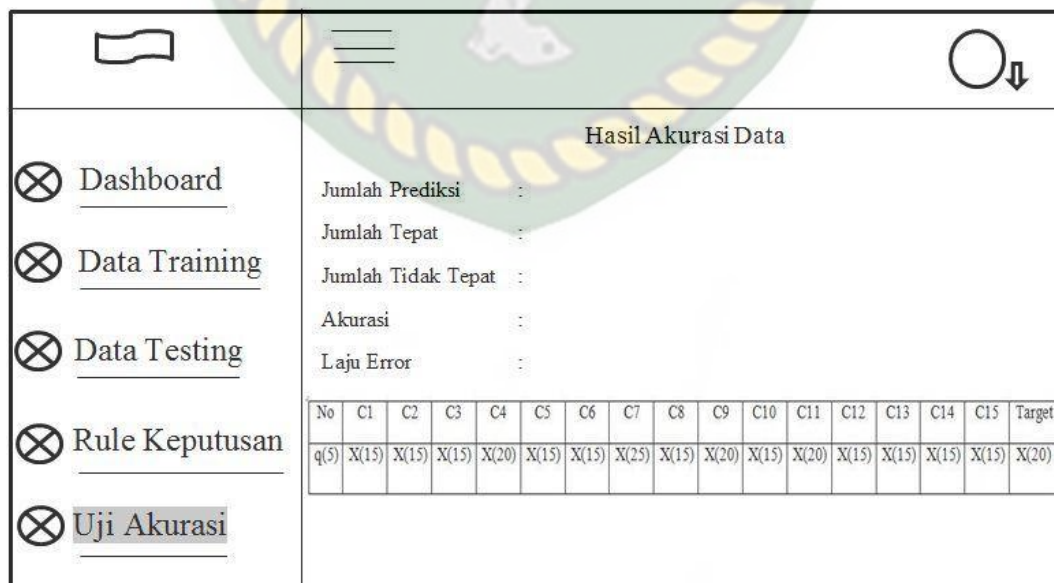 Dashboard
Data Training
Data Testing
Rule Keputusan
Uji Akurasi
Hasil Akurasi Data
Jumlah Prediksi :
Jumlah Tepat :
Jumlah Tidak Tepat :
Akurasi :
Laju Error :
No C1 C2 C3 C4 C5 C6 C7 C8 C9 C10 C11 C12 C13 C14 C15 Target
q(5) X(15) X(15) X(15) X(20) X(15) X(15) X(25) X(15) X(20) X(15) X(20) X(15) X(15) X(15) X(15) X(20)